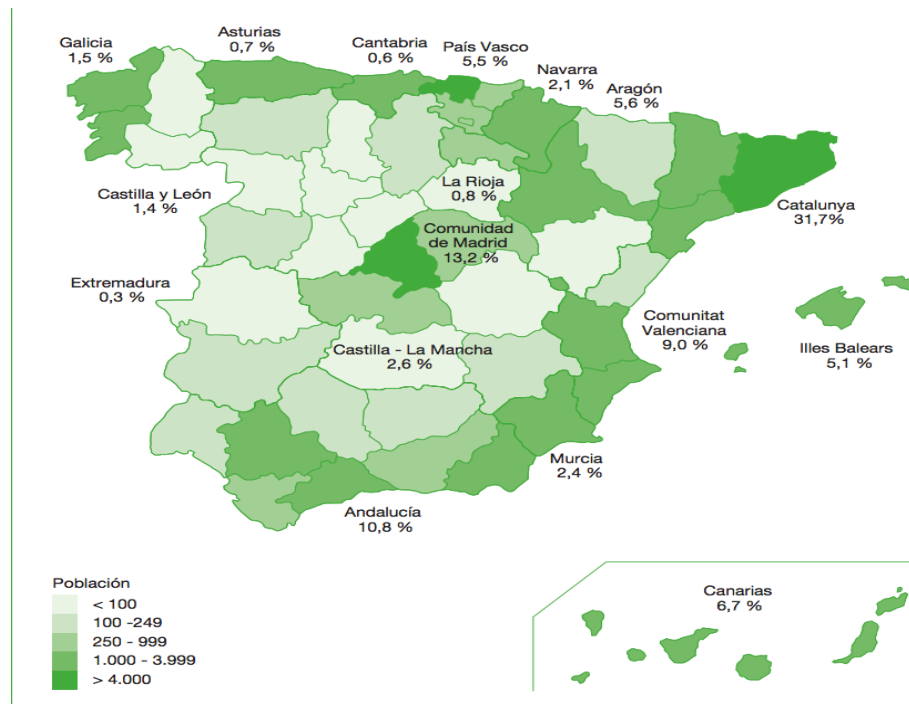 Galicia
1,5 %
Asturias
0,7 %
Cantabria
0,6 %
País Vasco
5,5 %
Navarra
2,1 %
Aragón
5,6 %
Castilla y León
1,4 %
La Rioja
0,8 %
Catalunya
31,7%
Comunidad
de Madrid
13,2 %
Extremadura
0,3 %
Comunitat
Valenciana
9,0 %
Illes Balears
5,1 %
Castilla - La Mancha
2,6 %
Murcia
2,4 %
Andalucía
10,8 %
Canarias
6,7 %
Población
< 100
100 -249
250 - 999
1.000 - 3.999
> 4.000